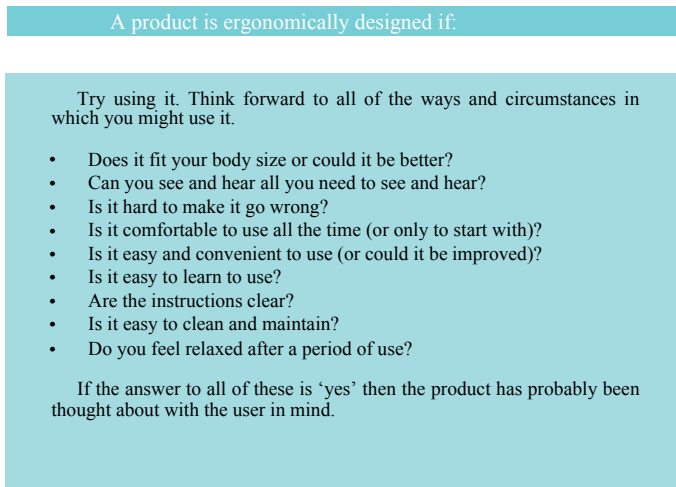 A product is ergonomically designed if:
Try using it. Think forward to all of the ways and circumstances in
which you might use it.
• Does it fit your body size or could it be better?
• Can you see and hear all you need to see and hear?
• Is it hard to make it go wrong?
• Is it comfortable to use all the time (or only to start with)?
• Is it easy and convenient to use (or could it be improved)?
• Is it easy to learn to use?
• Are the instructions clear?
• Is it easy to clean and maintain?
• Do you feel relaxed after a period of use?
If the answer to all of these is ‘yes’ then the product has probably been
thought about with the user in mind.